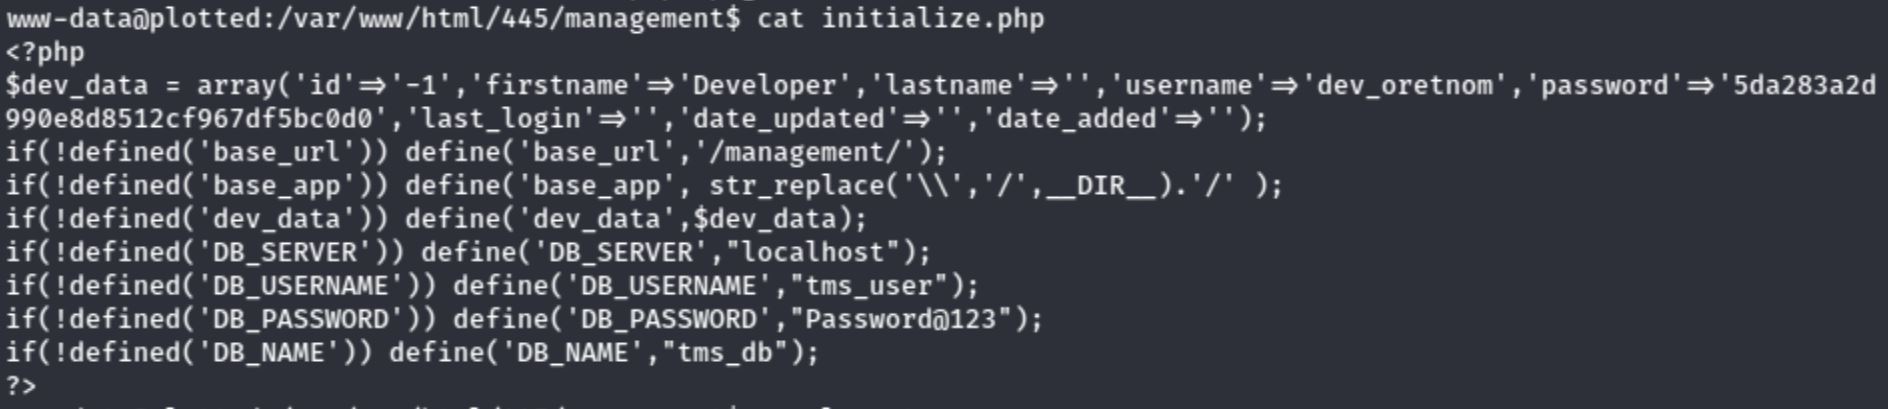 www-data@plotted:/var/www/html/445/management$ cat initialize.php
<?php
$dev_data = array('id'=>'-1','firstname'=>'Developer','lastname'=>'','username'=>'dev_oretnom','password'=>'5da283a2d
990e8d8512cf967df5bc0d0','last_login'=>'','date_updated'=>'','date_added'=>'');
if(!defined('base_url')) define('base_url','/management/');
if(!defined('base_app')) define('base_app', str_replace('\\','/',__DIR__).'/' );
if(!defined('dev_data')) define('dev_data',$dev_data);
if(!defined('DB_SERVER')) define('DB_SERVER',"localhost");
if(!defined('DB_USERNAME')) define('DB_USERNAME',"tms_user");
if(!defined('DB_PASSWORD')) define('DB_PASSWORD',"Password@123");
if(!defined('DB_NAME')) define('DB_NAME',"tms_db");
?>